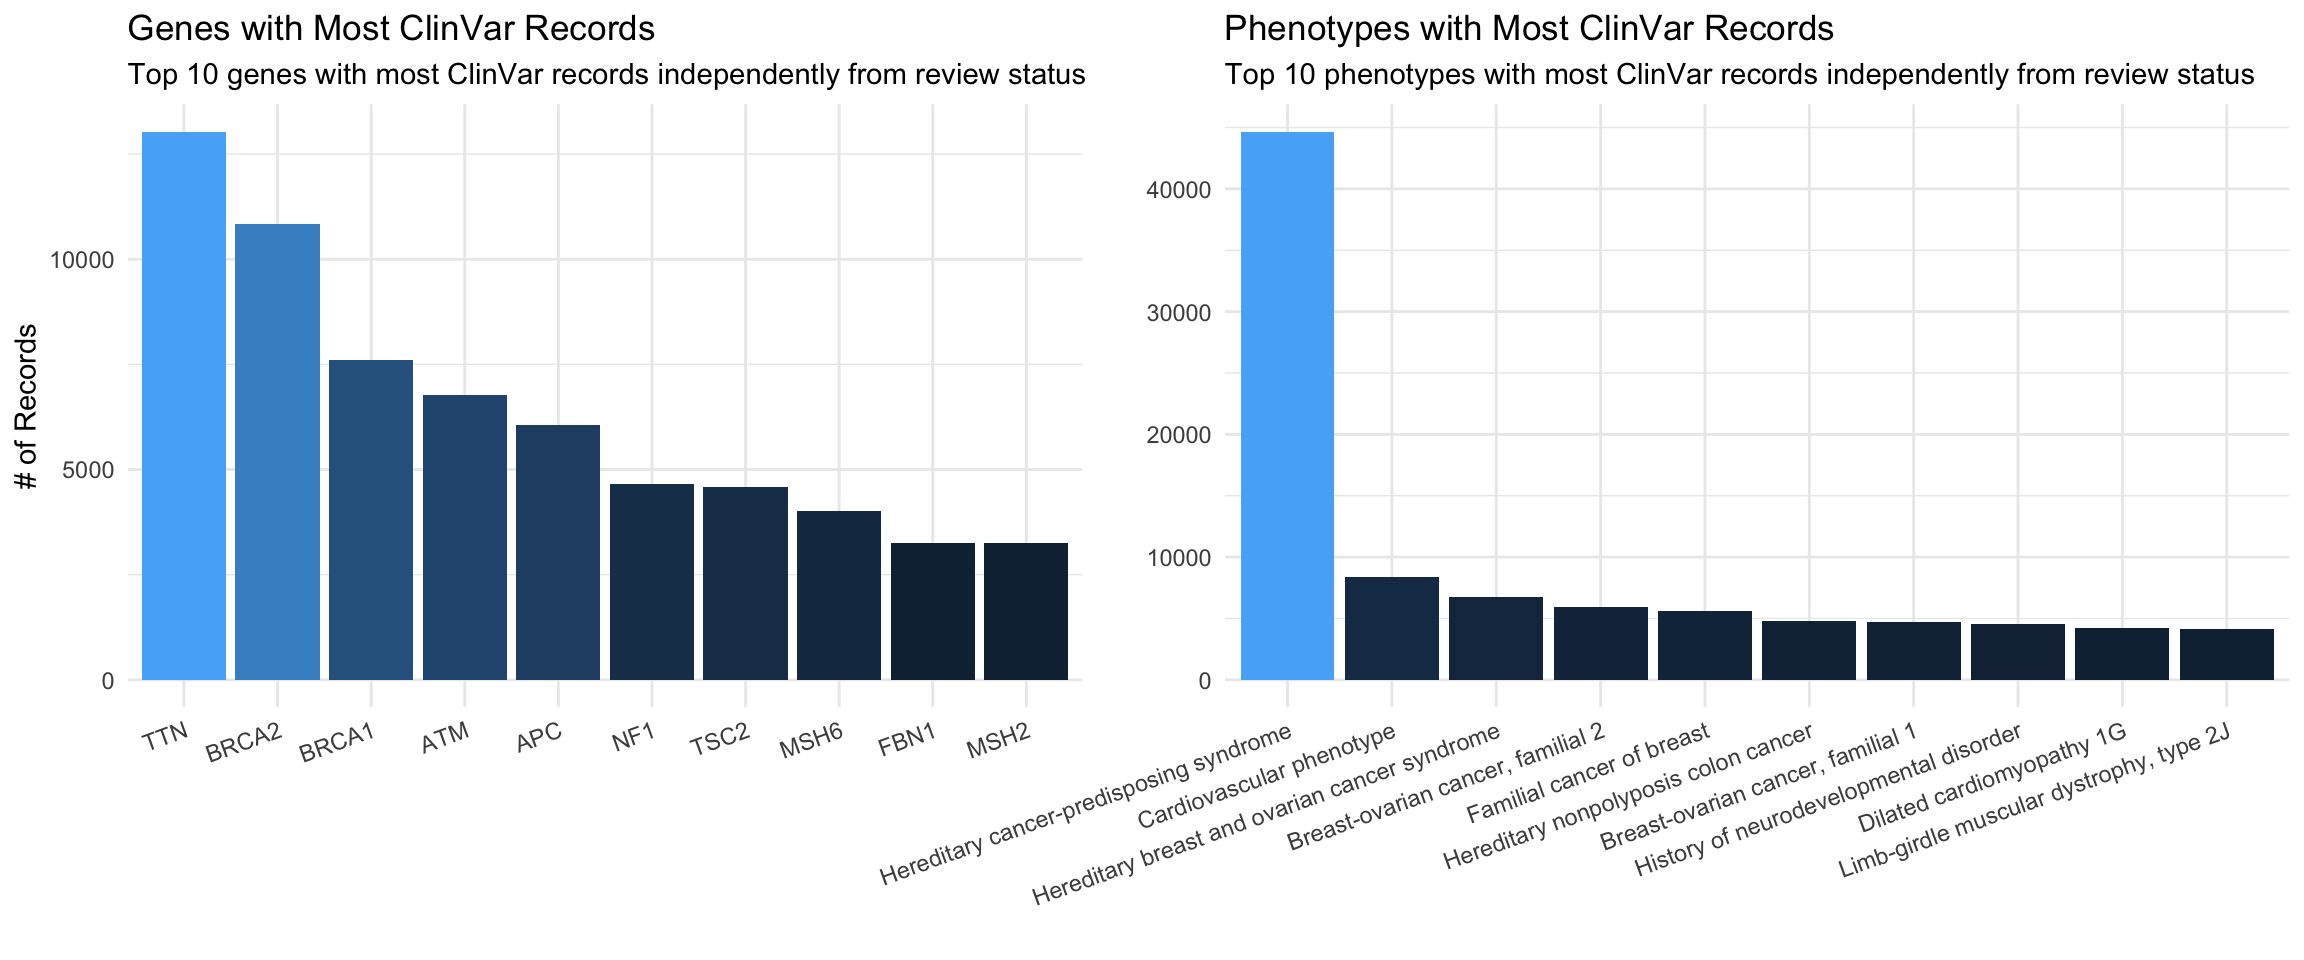 Genes with Most ClinVar Records
Top 10 genes with most ClinVar records independently from review status
# of Records
10000
5000
0
TTN
BRCA2
BRCA1
ATM
APC
NF1
TSC2
MSH6
FBN1
MSH2
Phenotypes with Most ClinVar Records
Top 10 phenotypes with most ClinVar records independently from review status
40000
30000
20000
10000
0
Hereditary cancer-predisposing syndrome
Cardiovascular phenotype
Hereditary breast and ovarian cancer syndrome
Breast-ovarian cancer, familial 2
Familial cancer of breast
Hereditary nonpolyposis colon cancer
Breast-ovarian cancer, familial 1
History of neurodevelopmental disorder
Dilated cardiomyopathy 1G
Limb-girdle muscular dystrophy, type 2J